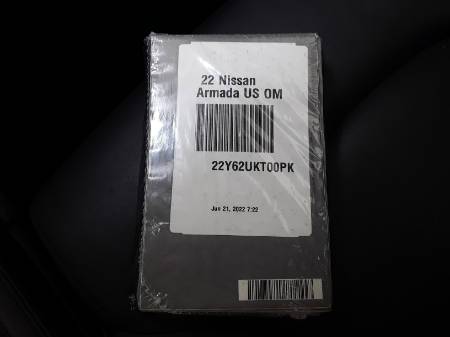 22 Nissan
Armada US OM
22Y62UKT00PK
Jun 21, 2022 7:22